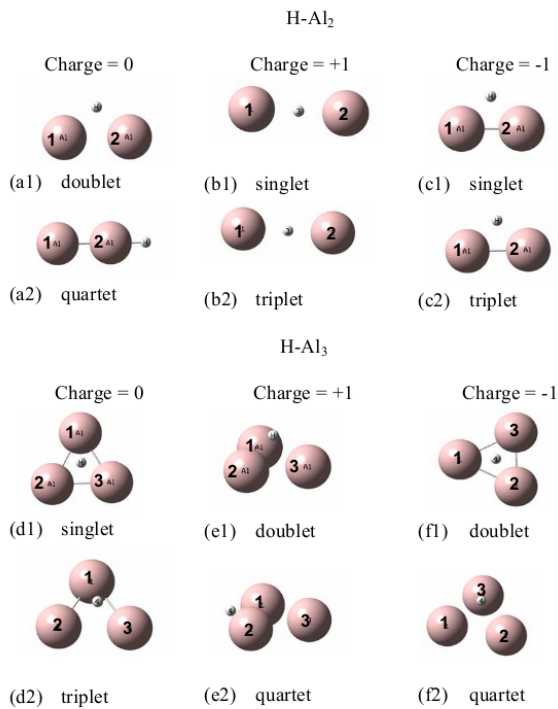 H-Al2
Charge = 0 Charge = +1 Charge = -1
H H
1 Al 2 Al 1 2 1 Al 2 Al
(a1) doublet (b1) singlet (c1) singlet
1 Al 2 Al 1 2 H
1 Al 2 Al
(a2) quartet (b2) triplet (c2) triplet
H-Al3
Charge = 0 Charge = +1 Charge = -1
1 Al 1 Al H 3
2 Al 3 Al 2 Al 3 Al 1 2
(d1) singlet (e1) doublet (f1) doublet
1 1 3
2 3 2 3 1 2
(d2) triplet (e2) quartet (f2) quartet